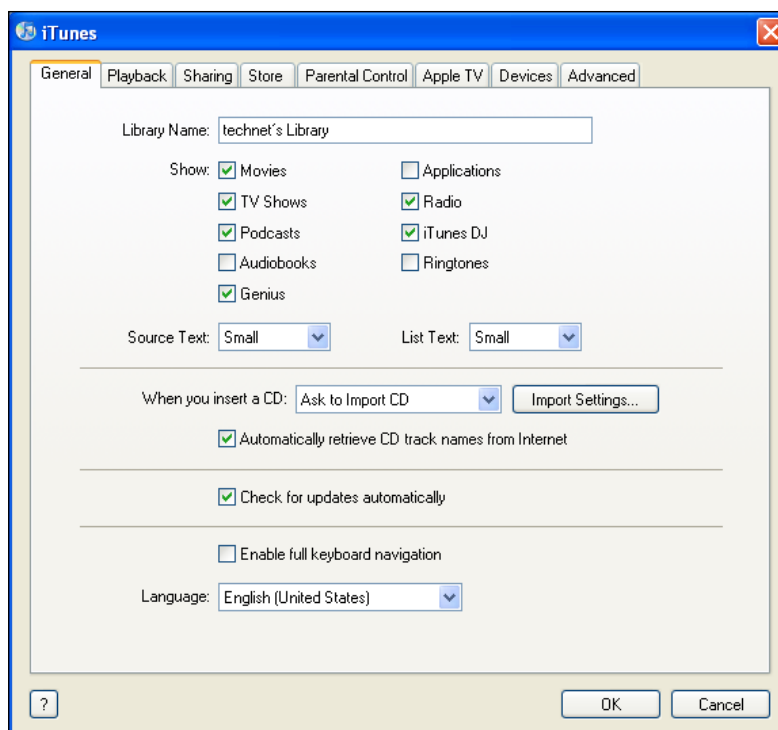 iTunes
General Playback Sharing Store Parental Control Apple TV Devices Advanced
Library Name: technet's Library
Show: Movies Applications
TV Shows Radio
Podcasts iTunes DJ
Audiobooks Ringtones
Genius
Source Text: Small List Text: Small
When you insert a CD: Ask to Import CD Import Settings...
Automatically retrieve CD track names from Internet
Check for updates automatically
Enable full keyboard navigation
Language: English (United States)
? OK Cancel